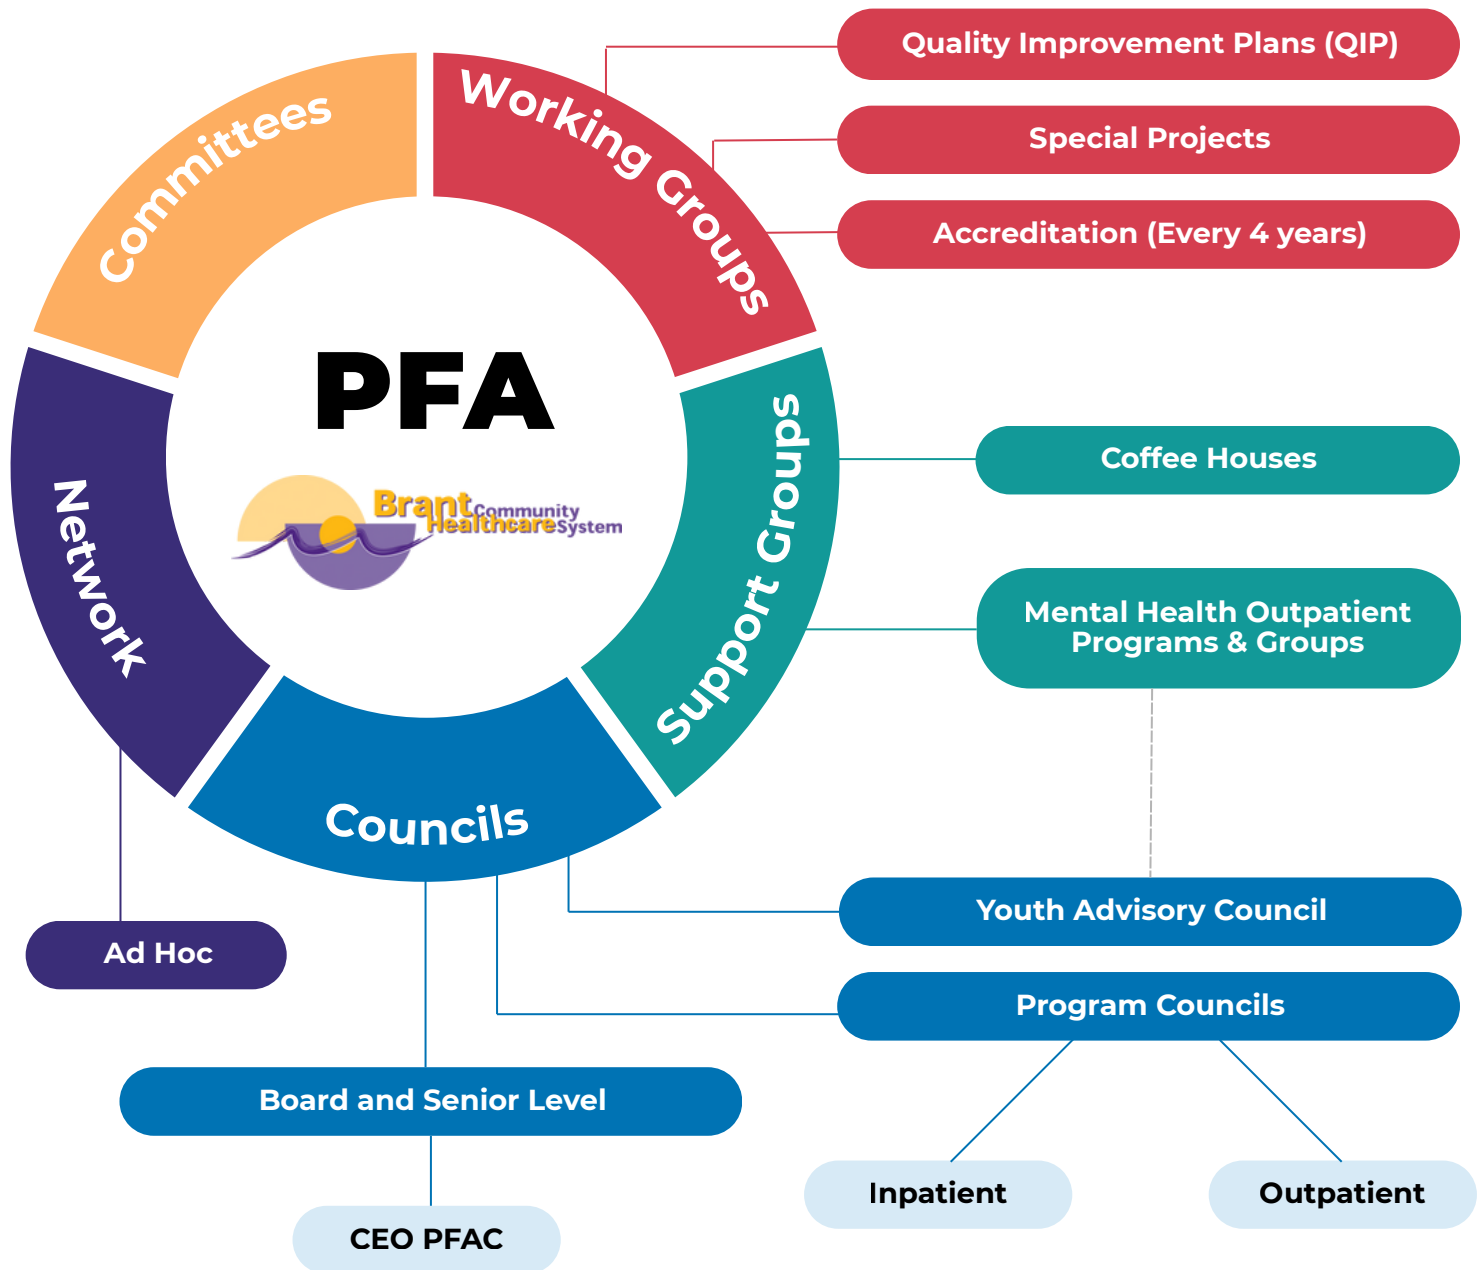 Committees
Working Groups
Quality Improvement Plans (QIP)
Special Projects
Accreditation (Every 4 years)
PFA
Brant Community
Healthcare System
Network
Support Groups
Coffee Houses
Mental Health Outpatient
Programs & Groups
Councils
Youth Advisory Council
Ad Hoc
Program Councils
Board and Senior Level
Inpatient
Outpatient
CEO PFAC